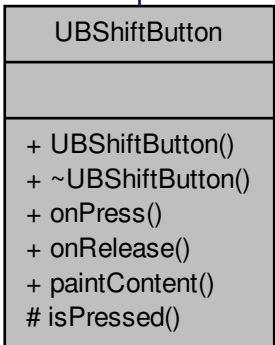 UBShiftButton
+ UBShiftButton()
+ ~UBShiftButton()
+ onPress()
+ onRelease()
+ paintContent()
# isPressed()